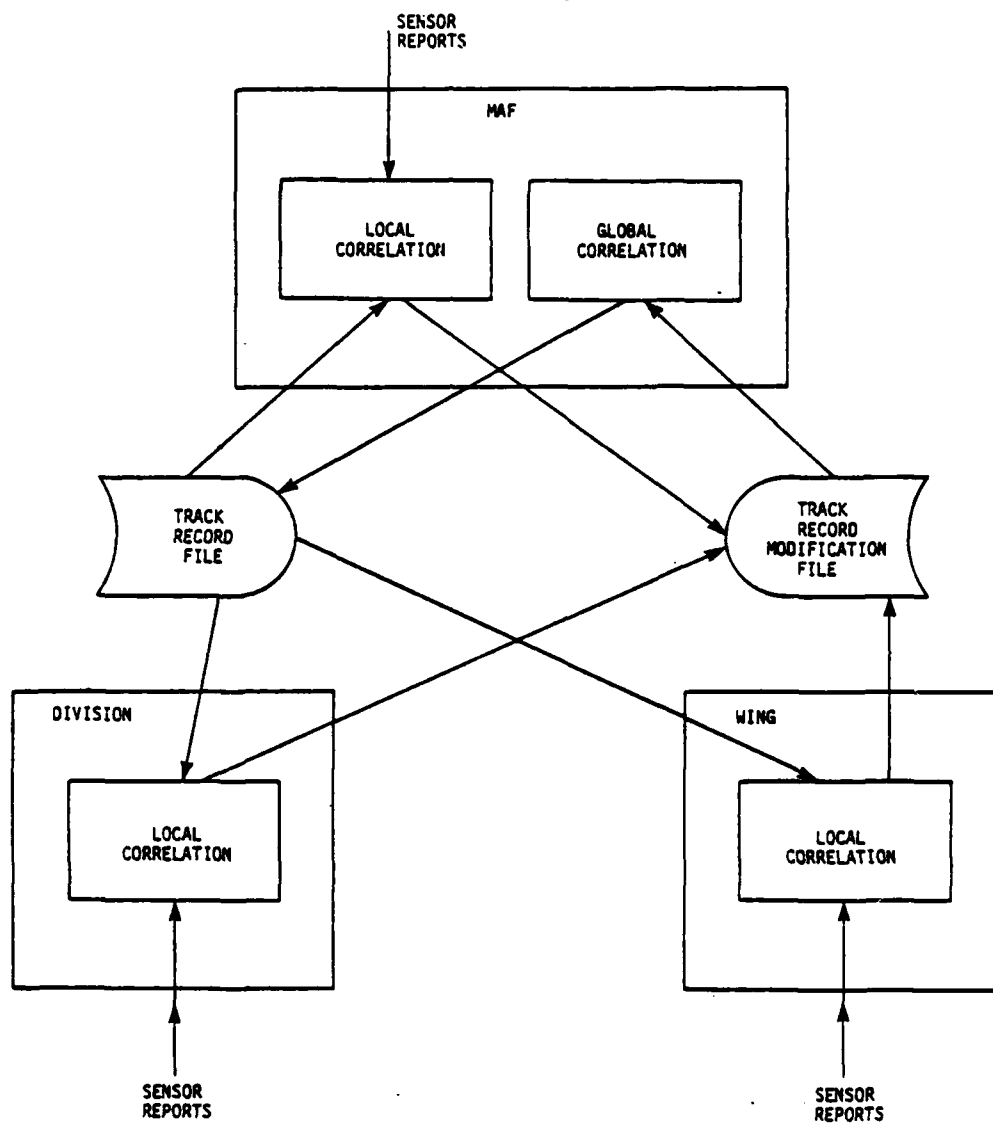 SENSOR
REPORTS
MAF
LOCAL
CORRELATION
GLOBAL
CORRELATION
TRACK
RECORD
FILE
TRACK
RECORD
MODIFICATION
FILE
DIVISION
WING
LOCAL
CORRELATION
LOCAL
CORRELATION
SENSOR
REPORTS
SENSOR
REPORTS